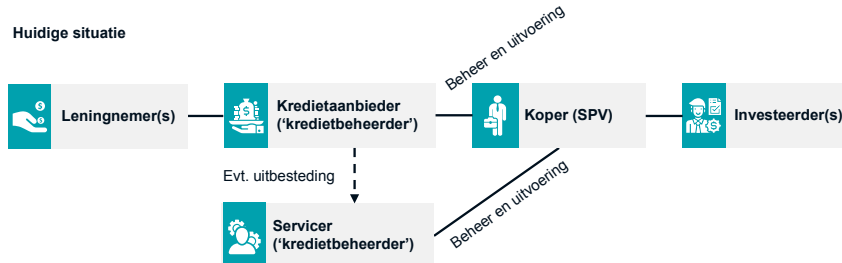 Huidige situatie
Beheer en uitvoering
Leningnemer(s)
Kredietaanbieder
(‘kredietbeheerder’)
Koper (SPV)
Investeerder(s)
Evt. uitbesteding
Servicer
(‘kredietbeheerder’)
Beheer en uitvoering